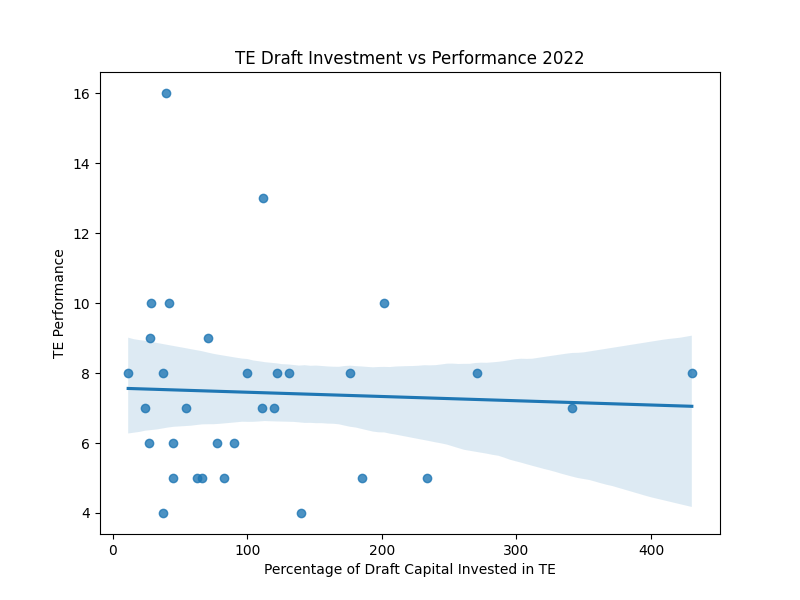 TE Draft Investment vs Performance 2022
TE Performance
16
14
12
10
8
6
4
0 100 200 300 400
Percentage of Draft Capital Invested in TE